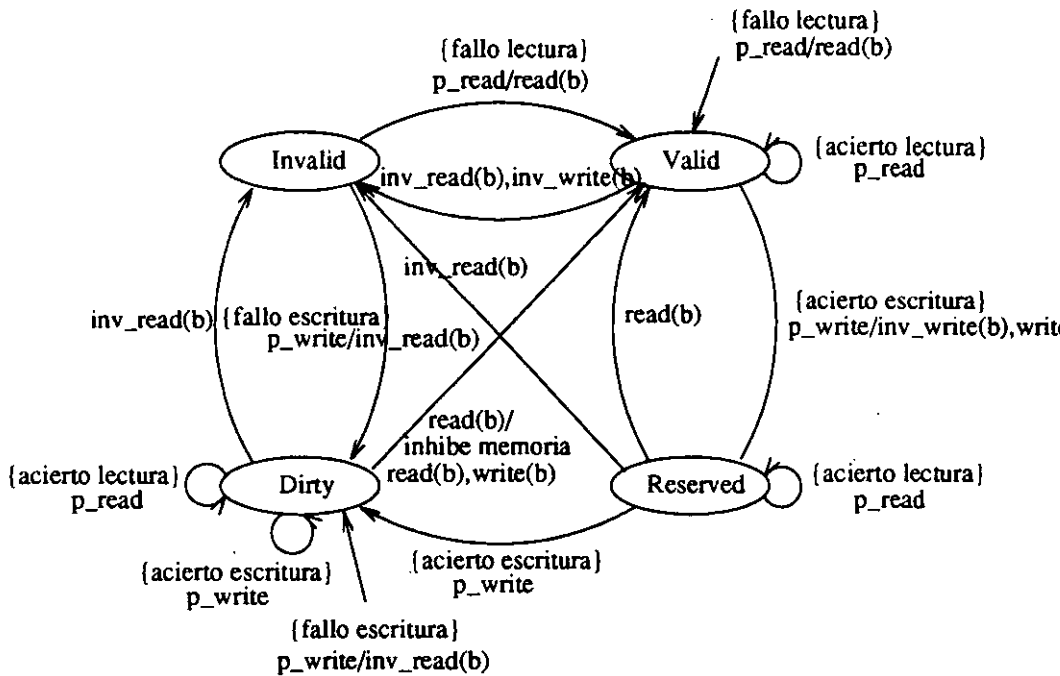 {fallo lectura}
p_read/read(b)
{fallo lectura}
p_read/read(b)
Invalid
Valid
{acierto lectura}
p_read
inv_read(b),inv_write(b)
inv_read(b)
inv_read(b)
{fallo escritura
p_write/inv_read(b)
read(b)
{acierto escritura}
p_write/inv_write(b),write
read(b)/
inhibe memoria
read(b),write(b)
{acierto lectura}
p_read
Dirty
Reserved
{acierto lectura}
p_read
{acierto escritura}
p_write
{acierto escritura}
p_write
{fallo escritura}
p_write/inv_read(b)